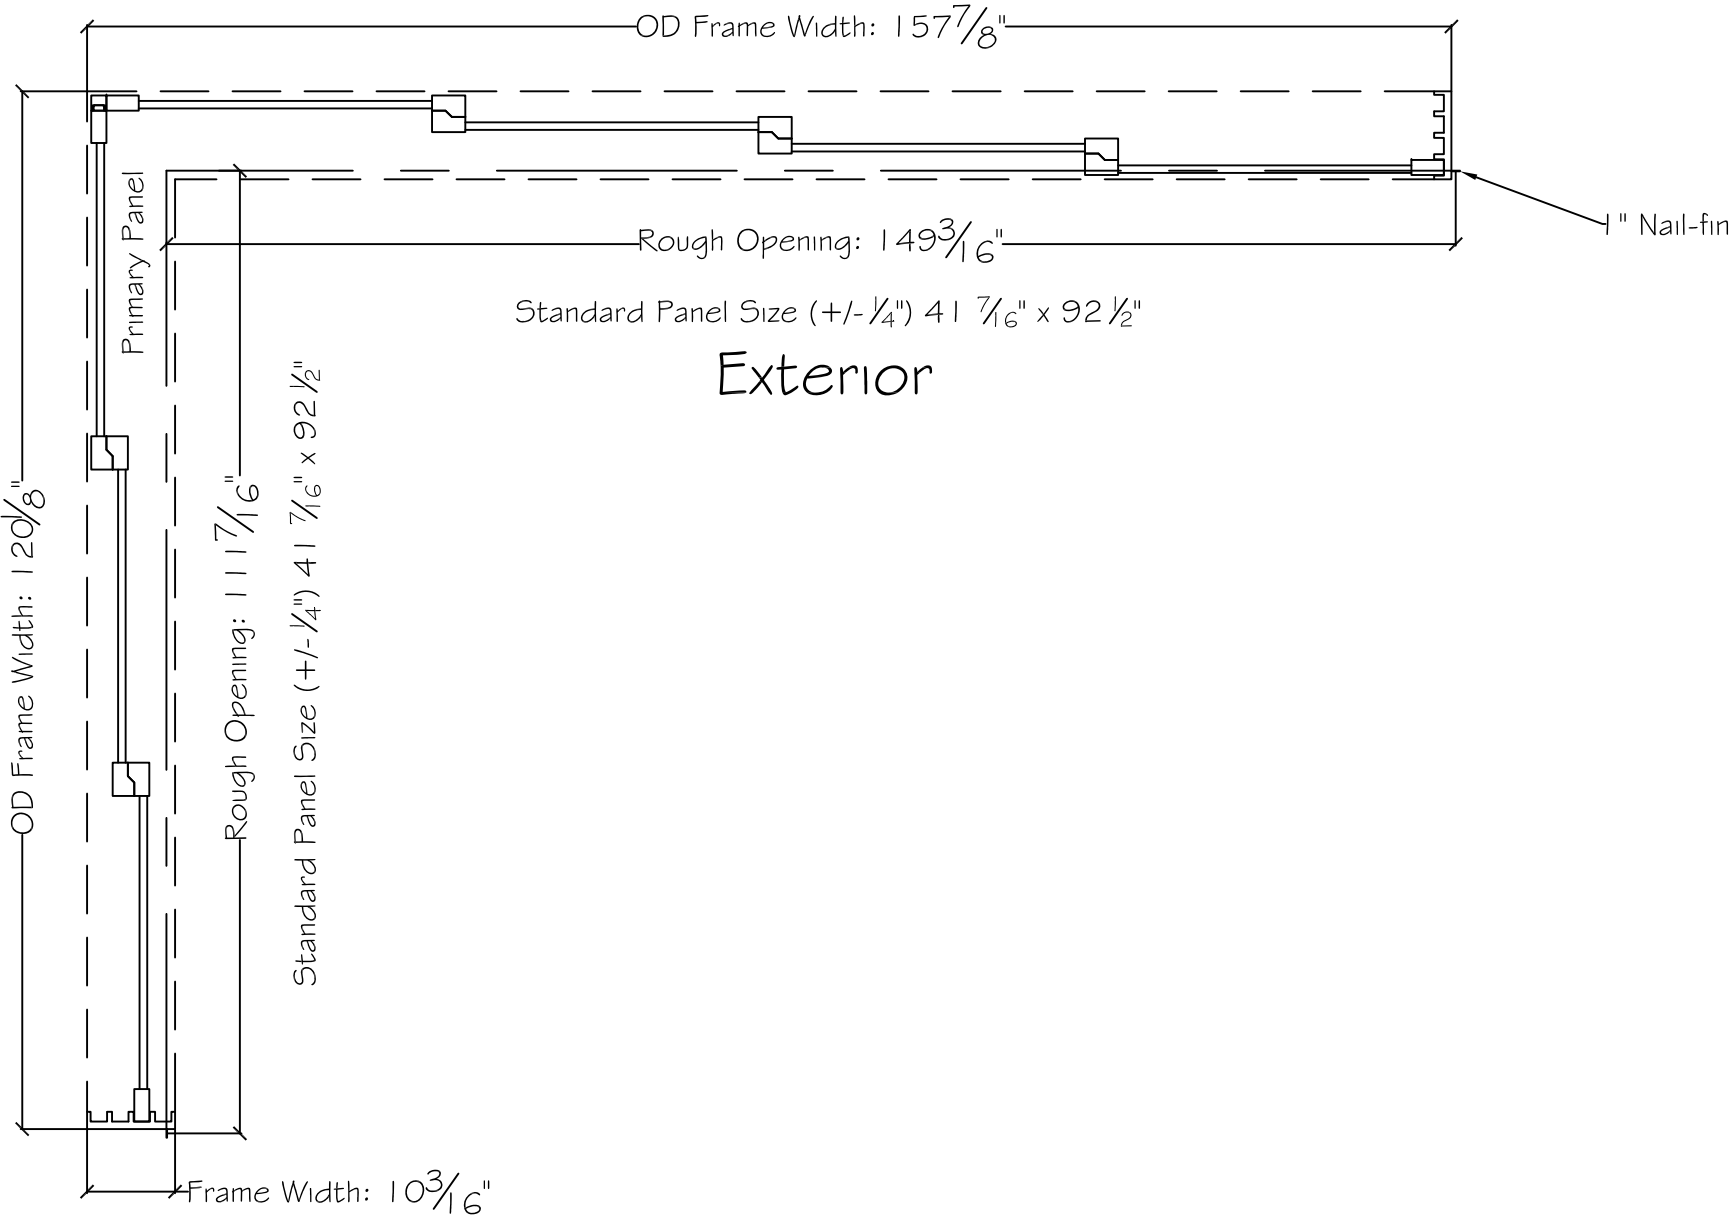 OD Frame Width: 157 7/8"
Primary Panel
1" Nail-fin
Rough Opening: 149 3/16"
Standard Panel Size (+/-1/4") 41 7/16" x 92 1/2"
Exterior
OD Frame Width: 120 1/8"
Rough Opening: 111 7/16"
Standard Panel Size (+/-1/4") 41 7/16" x 92 1/2"
Frame Width: 10 3/16"